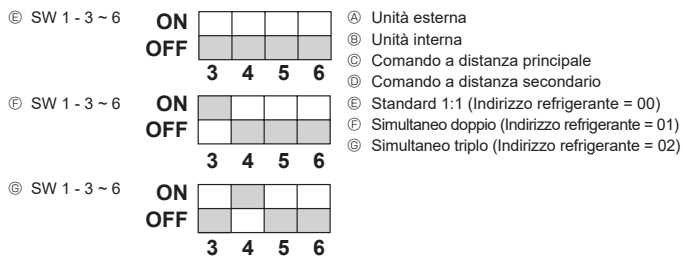 Ⓔ SW 1 - 3 ~ 6
ON
OFF
3 4 5 6
Ⓕ SW 1 - 3 ~ 6
ON
OFF
3 4 5 6
Ⓖ SW 1 - 3 ~ 6
ON
OFF
3 4 5 6
Ⓐ Unità esterna
Ⓑ Unità interna
Ⓒ Comando a distanza principale
Ⓓ Comando a distanza secondario
Ⓔ Standard 1:1 (Indirizzo refrigerante = 00)
Ⓕ Simultaneo doppio (Indirizzo refrigerante = 01)
Ⓖ Simultaneo triplo (Indirizzo refrigerante = 02)